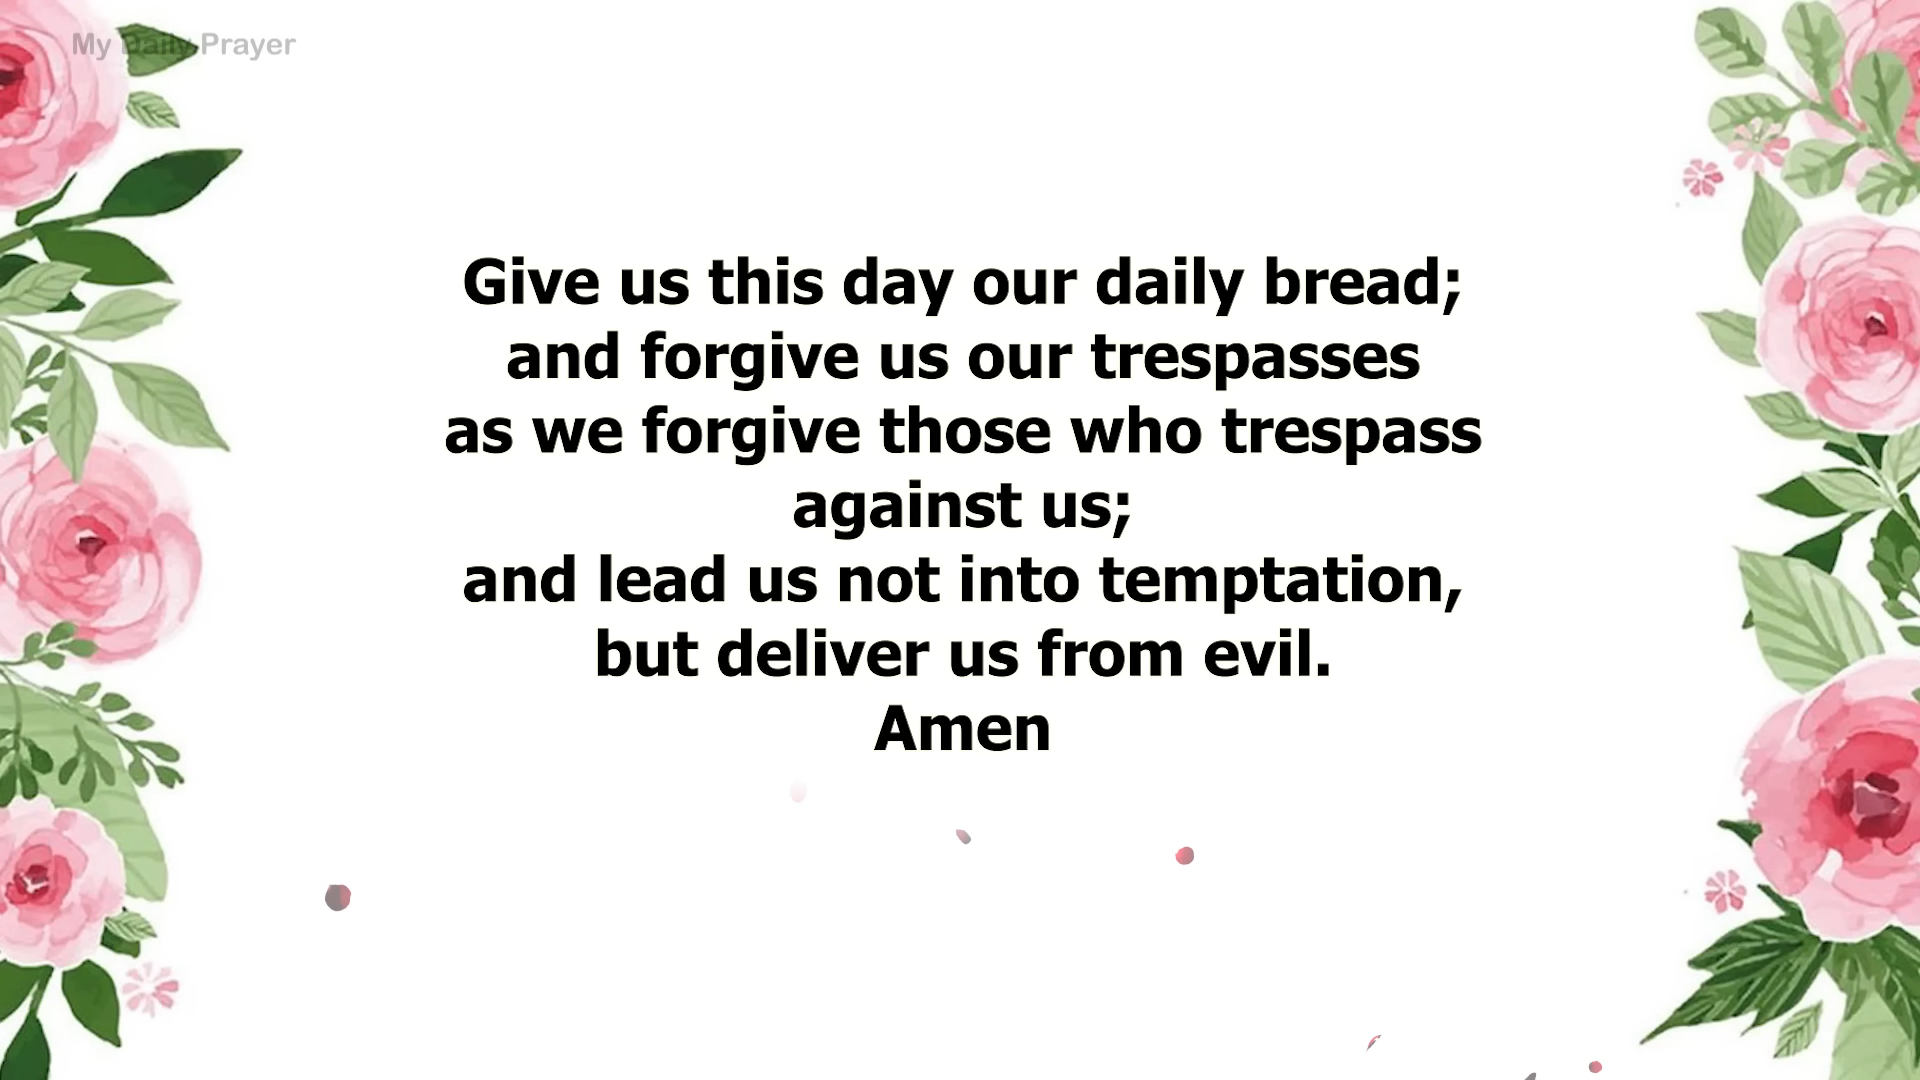 My Daily Prayer
Give us this day our daily bread;
and forgive us our trespasses
as we forgive those who trespass
against us;
and lead us not into temptation,
but deliver us from evil.
Amen